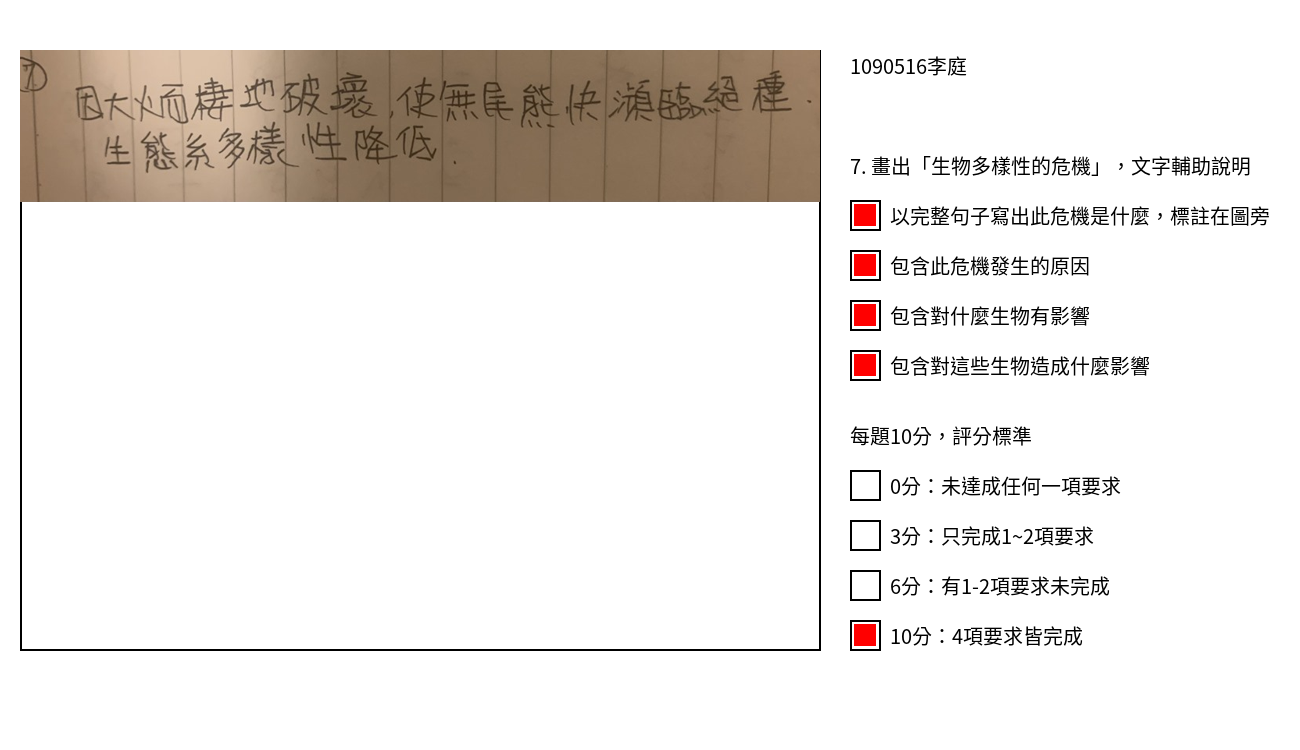 ⑦
因大火而棲地破壞,使無尾熊快瀕臨絕種.
生態系多樣性降低.
1090516李庭
7. 畫出「生物多樣性的危機」，文字輔助說明
以完整句子寫出此危機是什麼，標註在圖旁
包含此危機發生的原因
包含對什麼生物有影響
包含對這些生物造成什麼影響
每題10分，評分標準
0分：未達成任何一項要求
3分：只完成1~2項要求
6分：有1-2項要求未完成
10分：4項要求皆完成